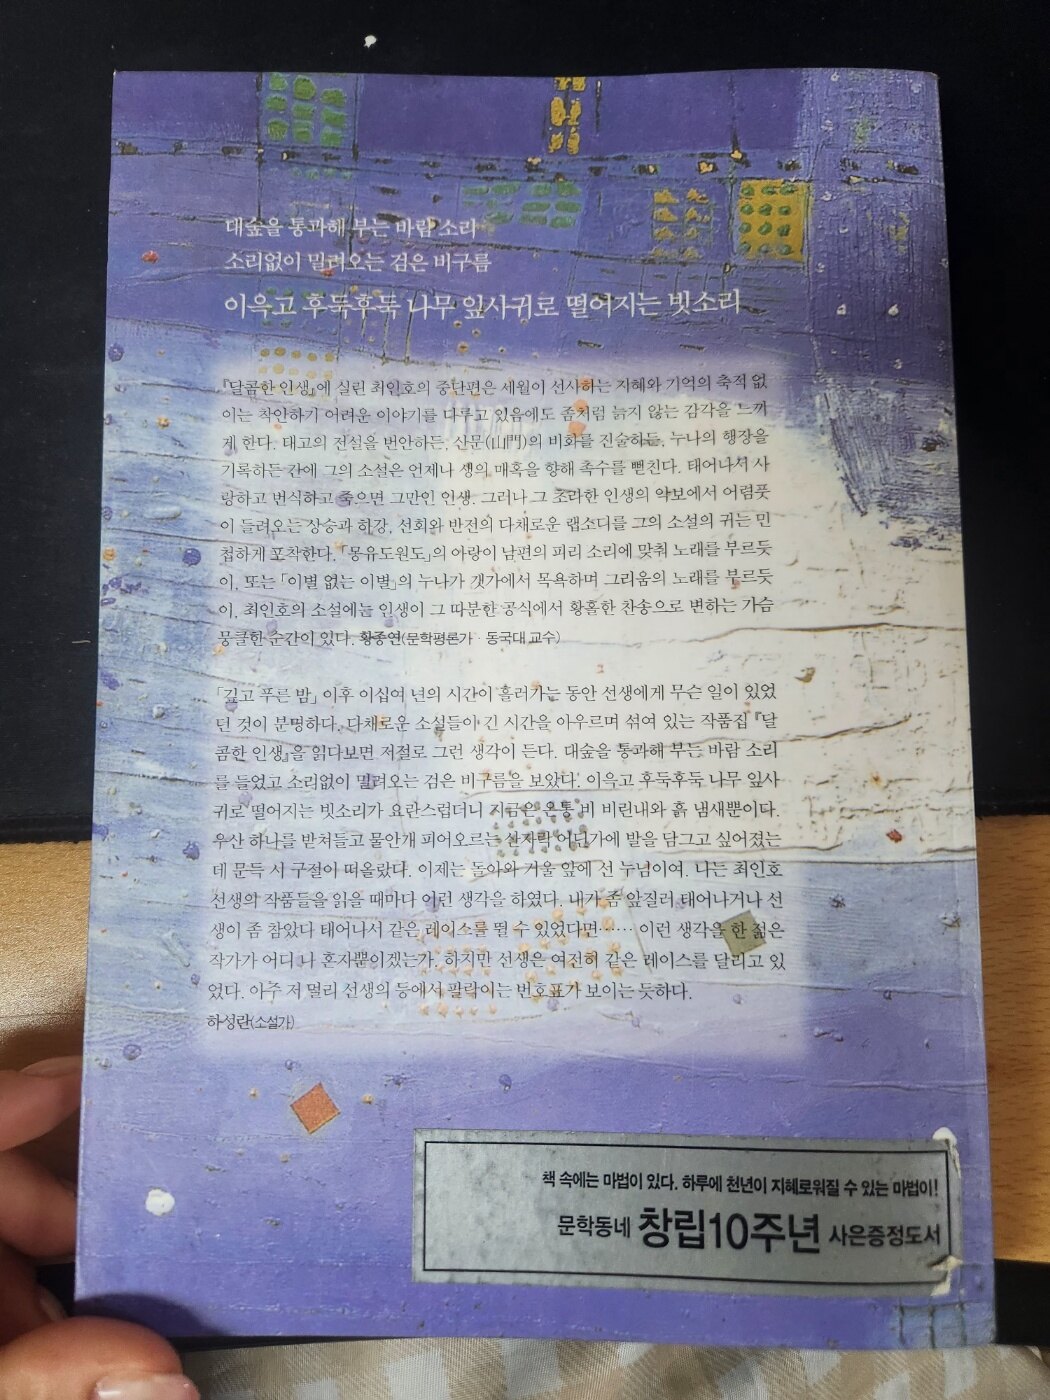 대숲을 통과해 부는 바람 소리
소리없이 밀려오는 검은 비구름
이윽고 후둑후둑 나무 잎사귀로 떨어지는 빗소리
『달콤한 인생』에 실린 최인호의 중단편은 세월이 선사하는 지혜와 기억의 축적 없
이는 착안하기 어려운 이야기를 다루고 있음에도 좀처럼 늙지 않는 감각을 느끼
게 한다. 태고의 전설을 번안하든, 산문(山門)의 비화를 진술하든, 누나의 행장을
기록하든 간에 그의 소설은 언제나 생의 매혹을 향해 촉수를 뻗친다. 태어나서 사
랑하고 번식하고 죽으면 그만인 인생. 그러나 그 초라한 인생의 악보에서 어렴풋
이 들려오는 상승과 하강, 선회와 반전의 다채로운 랩소디를 그의 소설의 귀는 민
첩하게 포착한다. 「몽유도원도」의 아랑이 남편의 피리 소리에 맞춰 노래를 부르듯
이, 또는 「이별 없는 이별」의 누나가 갯가에서 목욕하며 그리움의 노래를 부르듯
이, 최인호의 소설에는 인생이 그 따분한 공식에서 황홀한 찬송으로 변하는 가슴
뭉클한 순간이 있다. 황종연(문학평론가 · 동국대 교수)
「깊고 푸른 밤」 이후 이십여 년의 시간이 흘러가는 동안 선생에게 무슨 일이 있었
던 것이 분명하다. 다채로운 소설들이 긴 시간을 아우르며 섞여 있는 작품집 『달
콤한 인생』을 읽다보면 저절로 그런 생각이 든다. 대숲을 통과해 부는 바람 소리
를 들었고 소리없이 밀려오는 검은 비구름을 보았다. 이윽고 후둑후둑 나무 잎사
귀로 떨어지는 빗소리가 요란스럽더니 지금은 온통 비 비린내와 흙 냄새뿐이다.
우산 하나를 받쳐들고 물안개 피어오르는 산자락 어딘가에 발을 담그고 싶어졌는
데 문득 시 구절이 떠올랐다. 이제는 돌아와 거울 앞에 선 누님이여. 나는 최인호
선생의 작품들을 읽을 때마다 이런 생각을 하였다. 내가 좀 앞질러 태어나거나 선
생이 좀 참았다 태어나서 같은 레이스를 뛸 수 있었다면…… 이런 생각을 한 젊은
작가가 어디 나 혼자뿐이겠는가. 하지만 선생은 여전히 같은 레이스를 달리고 있
었다. 아주 저 멀리 선생의 등에서 팔락이는 번호표가 보이는 듯하다.
하성란(소설가)
책 속에는 마법이 있다. 하루에 천년이 지혜로워질 수 있는 마법이!
문학동네 창립10주년 사은증정도서